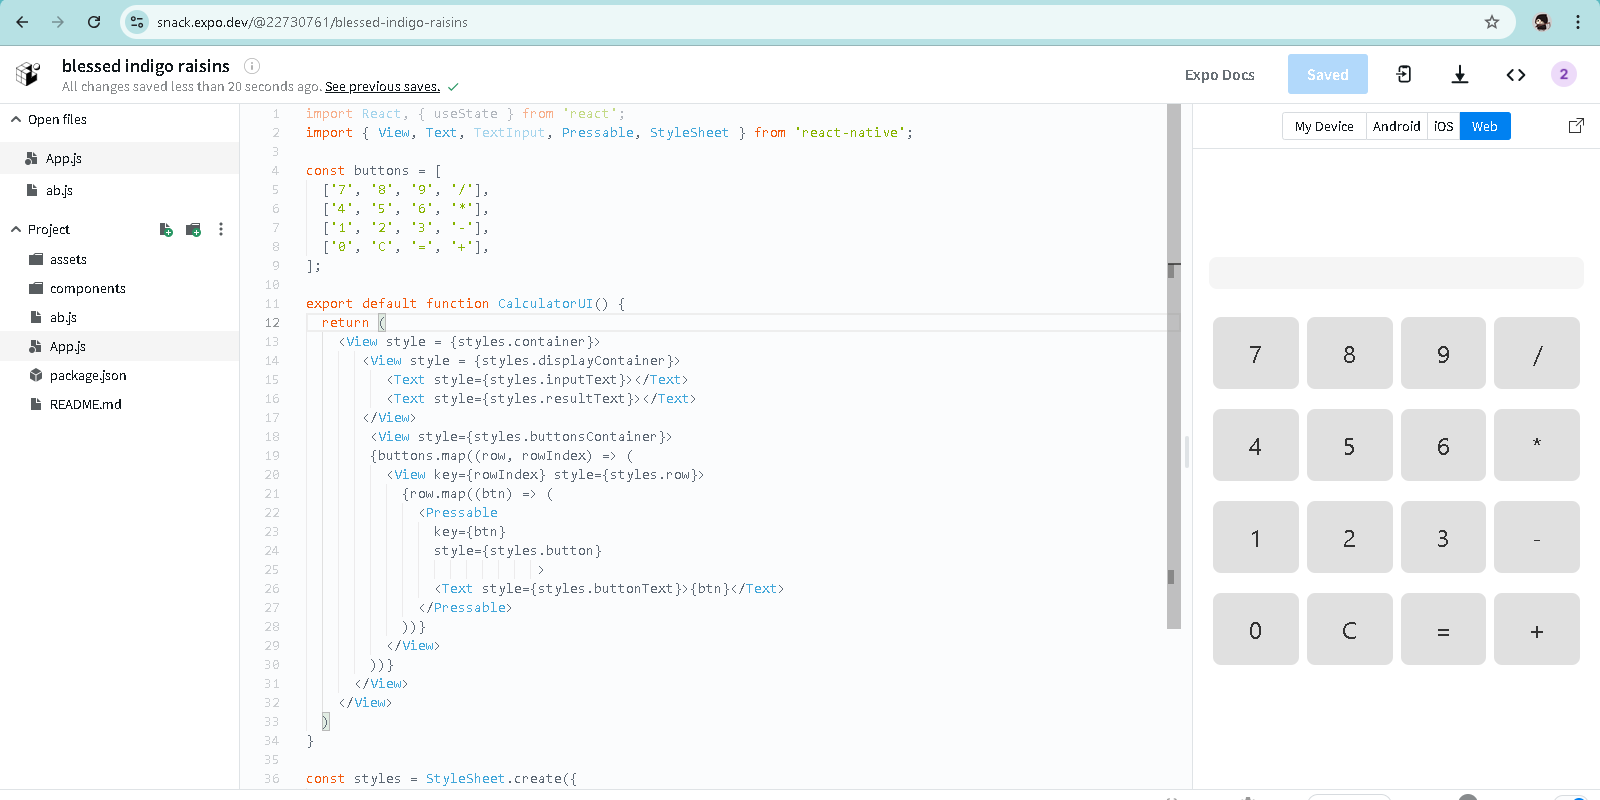 snack.expo.dev/@22730761/blessed-indigo-raisins
blessed indigo raisins
All changes saved less than 20 seconds ago. See previous saves.
Expo Docs
Saved
2
Open files
App.js
ab.js
Project
assets
components
ab.js
App.js
package.json
README.md
1 import React, { useState } from 'react';
2 import { View, Text, TextInput, Pressable, StyleSheet } from 'react-native';
3
4 const buttons = [
5 ['7', '8', '9', '/'],
6 ['4', '5', '6', '*'],
7 ['1', '2', '3', '-'],
8 ['0', 'C', '=', '+'],
9 ];
10
11 export default function CalculatorUI() {
12 return (
13 <View style = {styles.container}>
14 <View style = {styles.displayContainer}>
15 <Text style={styles.inputText}></Text>
16 <Text style={styles.resultText}></Text>
17 </View>
18 <View style={styles.buttonsContainer}>
19 {buttons.map((row, rowIndex) => (
20 <View key={rowIndex} style={styles.row}>
21 {row.map((btn) => (
22 <Pressable
23 key={btn}
24 style={styles.button}
25 >
26 <Text style={styles.buttonText}>{btn}</Text>
27 </Pressable>
28 ))}
29 </View>
30 ))}
31 </View>
32 </View>
33 )
34 }
35
36 const styles = StyleSheet.create({
My Device Android iOS Web
7 8 9 /
4 5 6 *
1 2 3 -
0 C = +